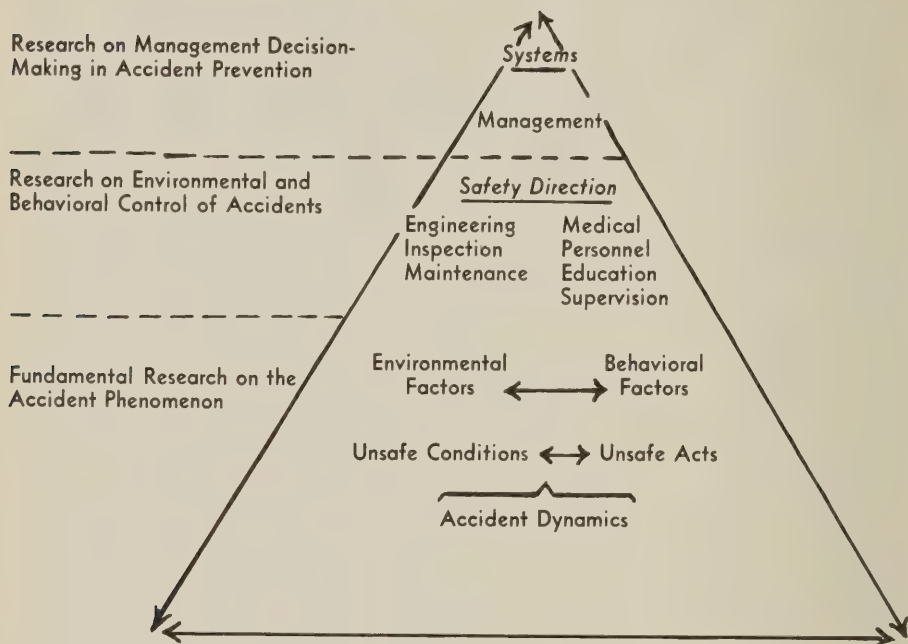 Research on Management Decision-
Making in Accident Prevention
Systems
Management
Research on Environmental and
Behavioral Control of Accidents
Safety Direction
Engineering
Inspection
Maintenance
Medical
Personnel
Education
Supervision
Fundamental Research on the
Accident Phenomenon
Environmental
Factors
Behavioral
Factors
Unsafe Conditions
Unsafe Acts
Accident Dynamics